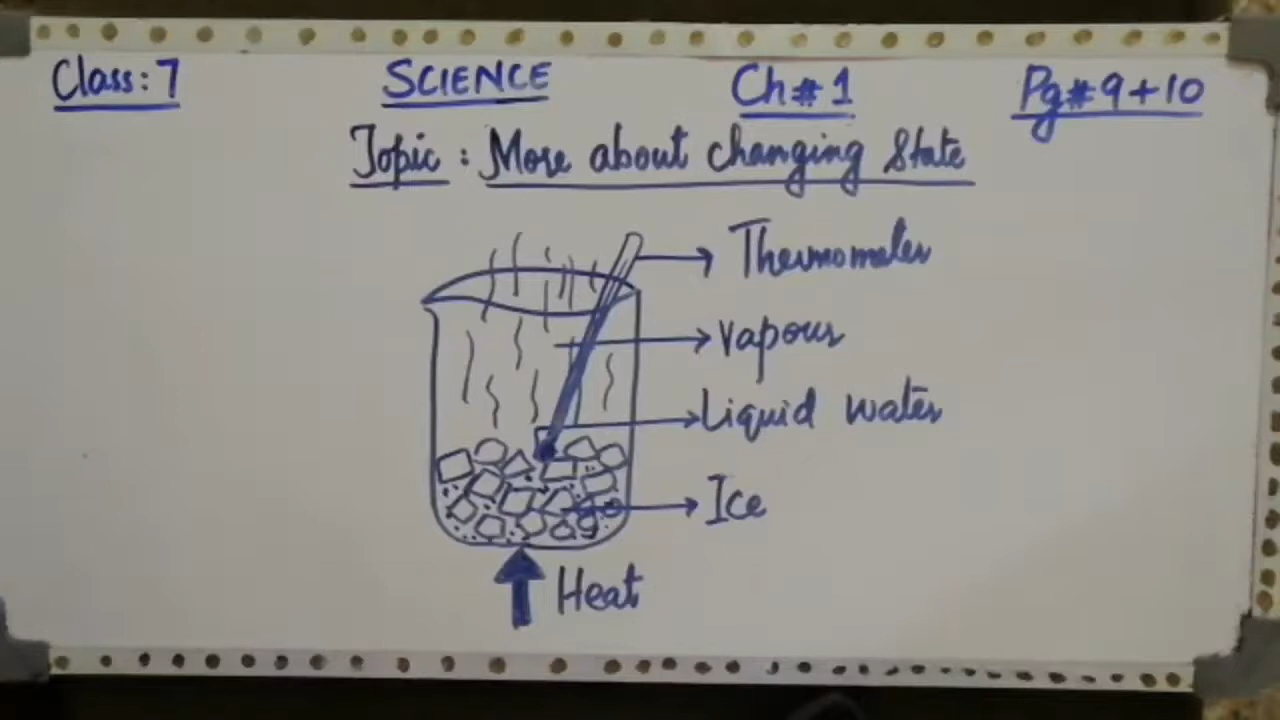 Class: 7 SCIENCE Ch# 1 Pg# 9+10
Topic : More about changing State
Thermometer
vapour
Liquid water
Ice
Heat